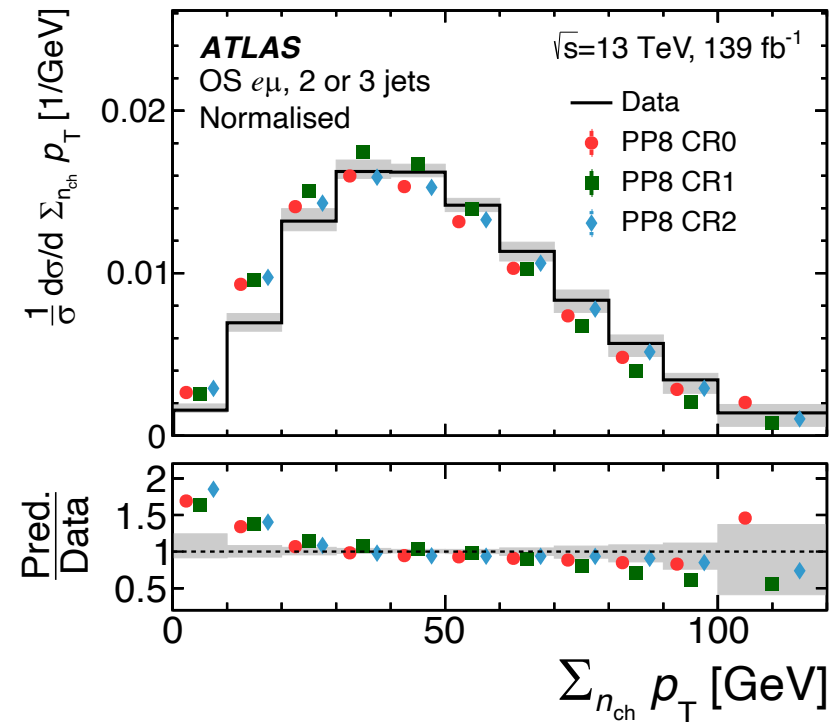 ATLAS
√s=13 TeV, 139 fb⁻¹
OS eμ, 2 or 3 jets
Normalised
Data
PP8 CR0
PP8 CR1
PP8 CR2
1/σ dσ/d Σ_{n_ch} p_T [1/GeV]
0.02
0.01
0
Pred.
Data
2
1.5
1
0.5
0 50 100
Σ_{n_ch} p_T [GeV]